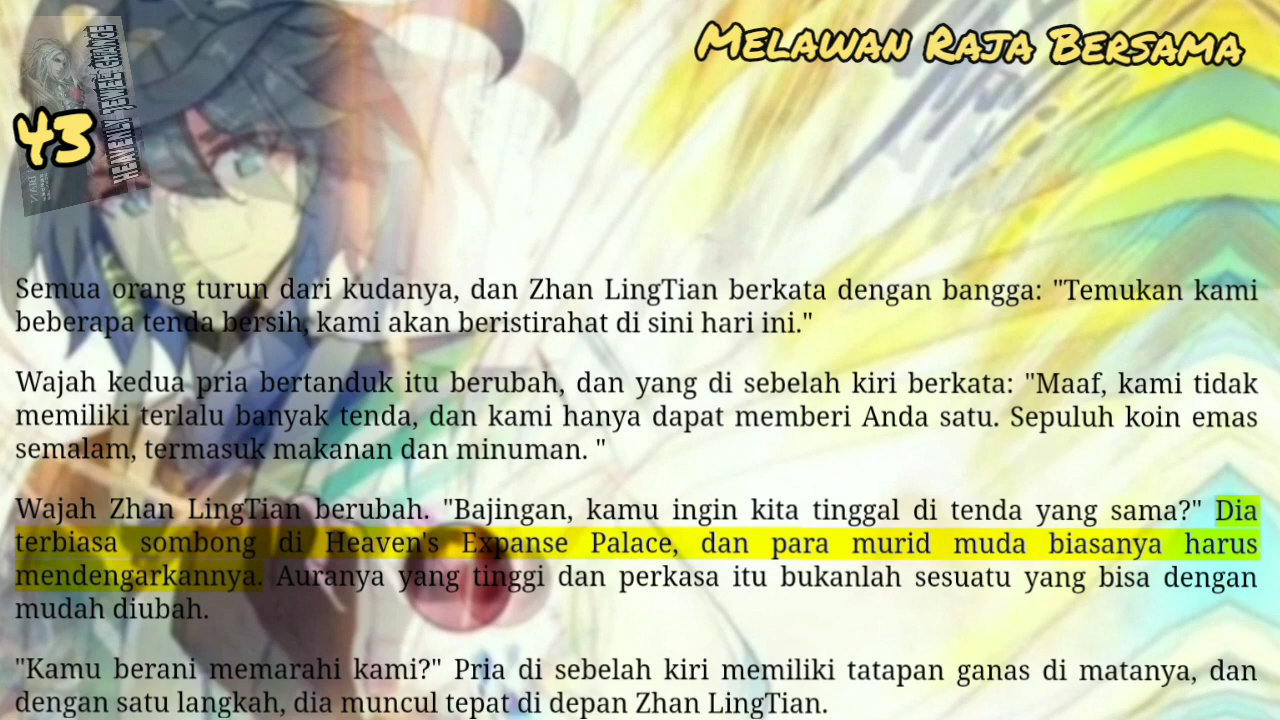 Melawan Raja Bersama
43
HEAVENLY JEWEL CHANGE
Semua orang turun dari kudanya, dan Zhan LingTian berkata dengan bangga: "Temukan kami
beberapa tenda bersih, kami akan beristirahat di sini hari ini."
Wajah kedua pria bertanduk itu berubah, dan yang di sebelah kiri berkata: "Maaf, kami tidak
memiliki terlalu banyak tenda, dan kami hanya dapat memberi Anda satu. Sepuluh koin emas
semalam, termasuk makanan dan minuman. "
Wajah Zhan LingTian berubah. "Bajingan, kamu ingin kita tinggal di tenda yang sama?" Dia
terbiasa sombong di Heaven's Expanse Palace, dan para murid muda biasanya harus
mendengarkannya. Auranya yang tinggi dan perkasa itu bukanlah sesuatu yang bisa dengan
mudah diubah.
"Kamu berani memarahi kami?" Pria di sebelah kiri memiliki tatapan ganas di matanya, dan
dengan satu langkah, dia muncul tepat di depan Zhan LingTian.